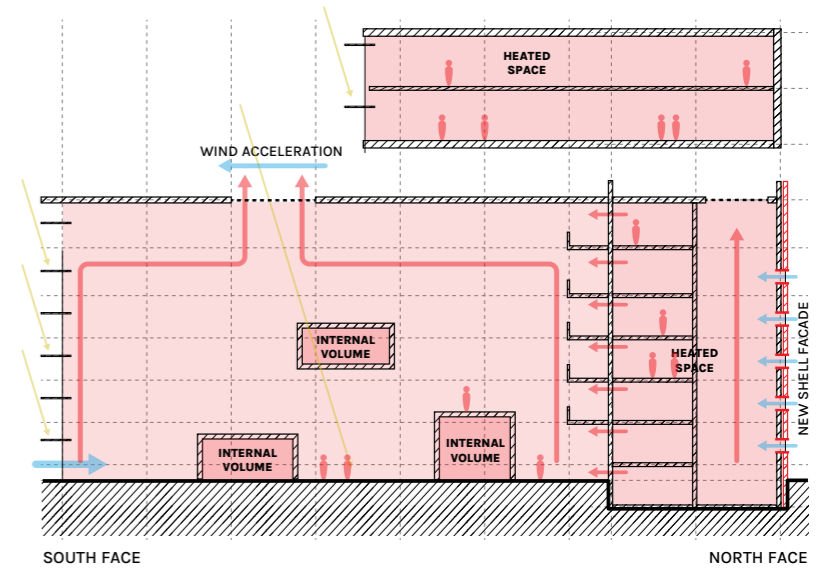 HEATED
SPACE
WIND ACCELERATION
INTERNAL
VOLUME
HEATED
SPACE
INTERNAL
VOLUME
INTERNAL
VOLUME
NEW SHELL FACADE
SOUTH FACE
NORTH FACE